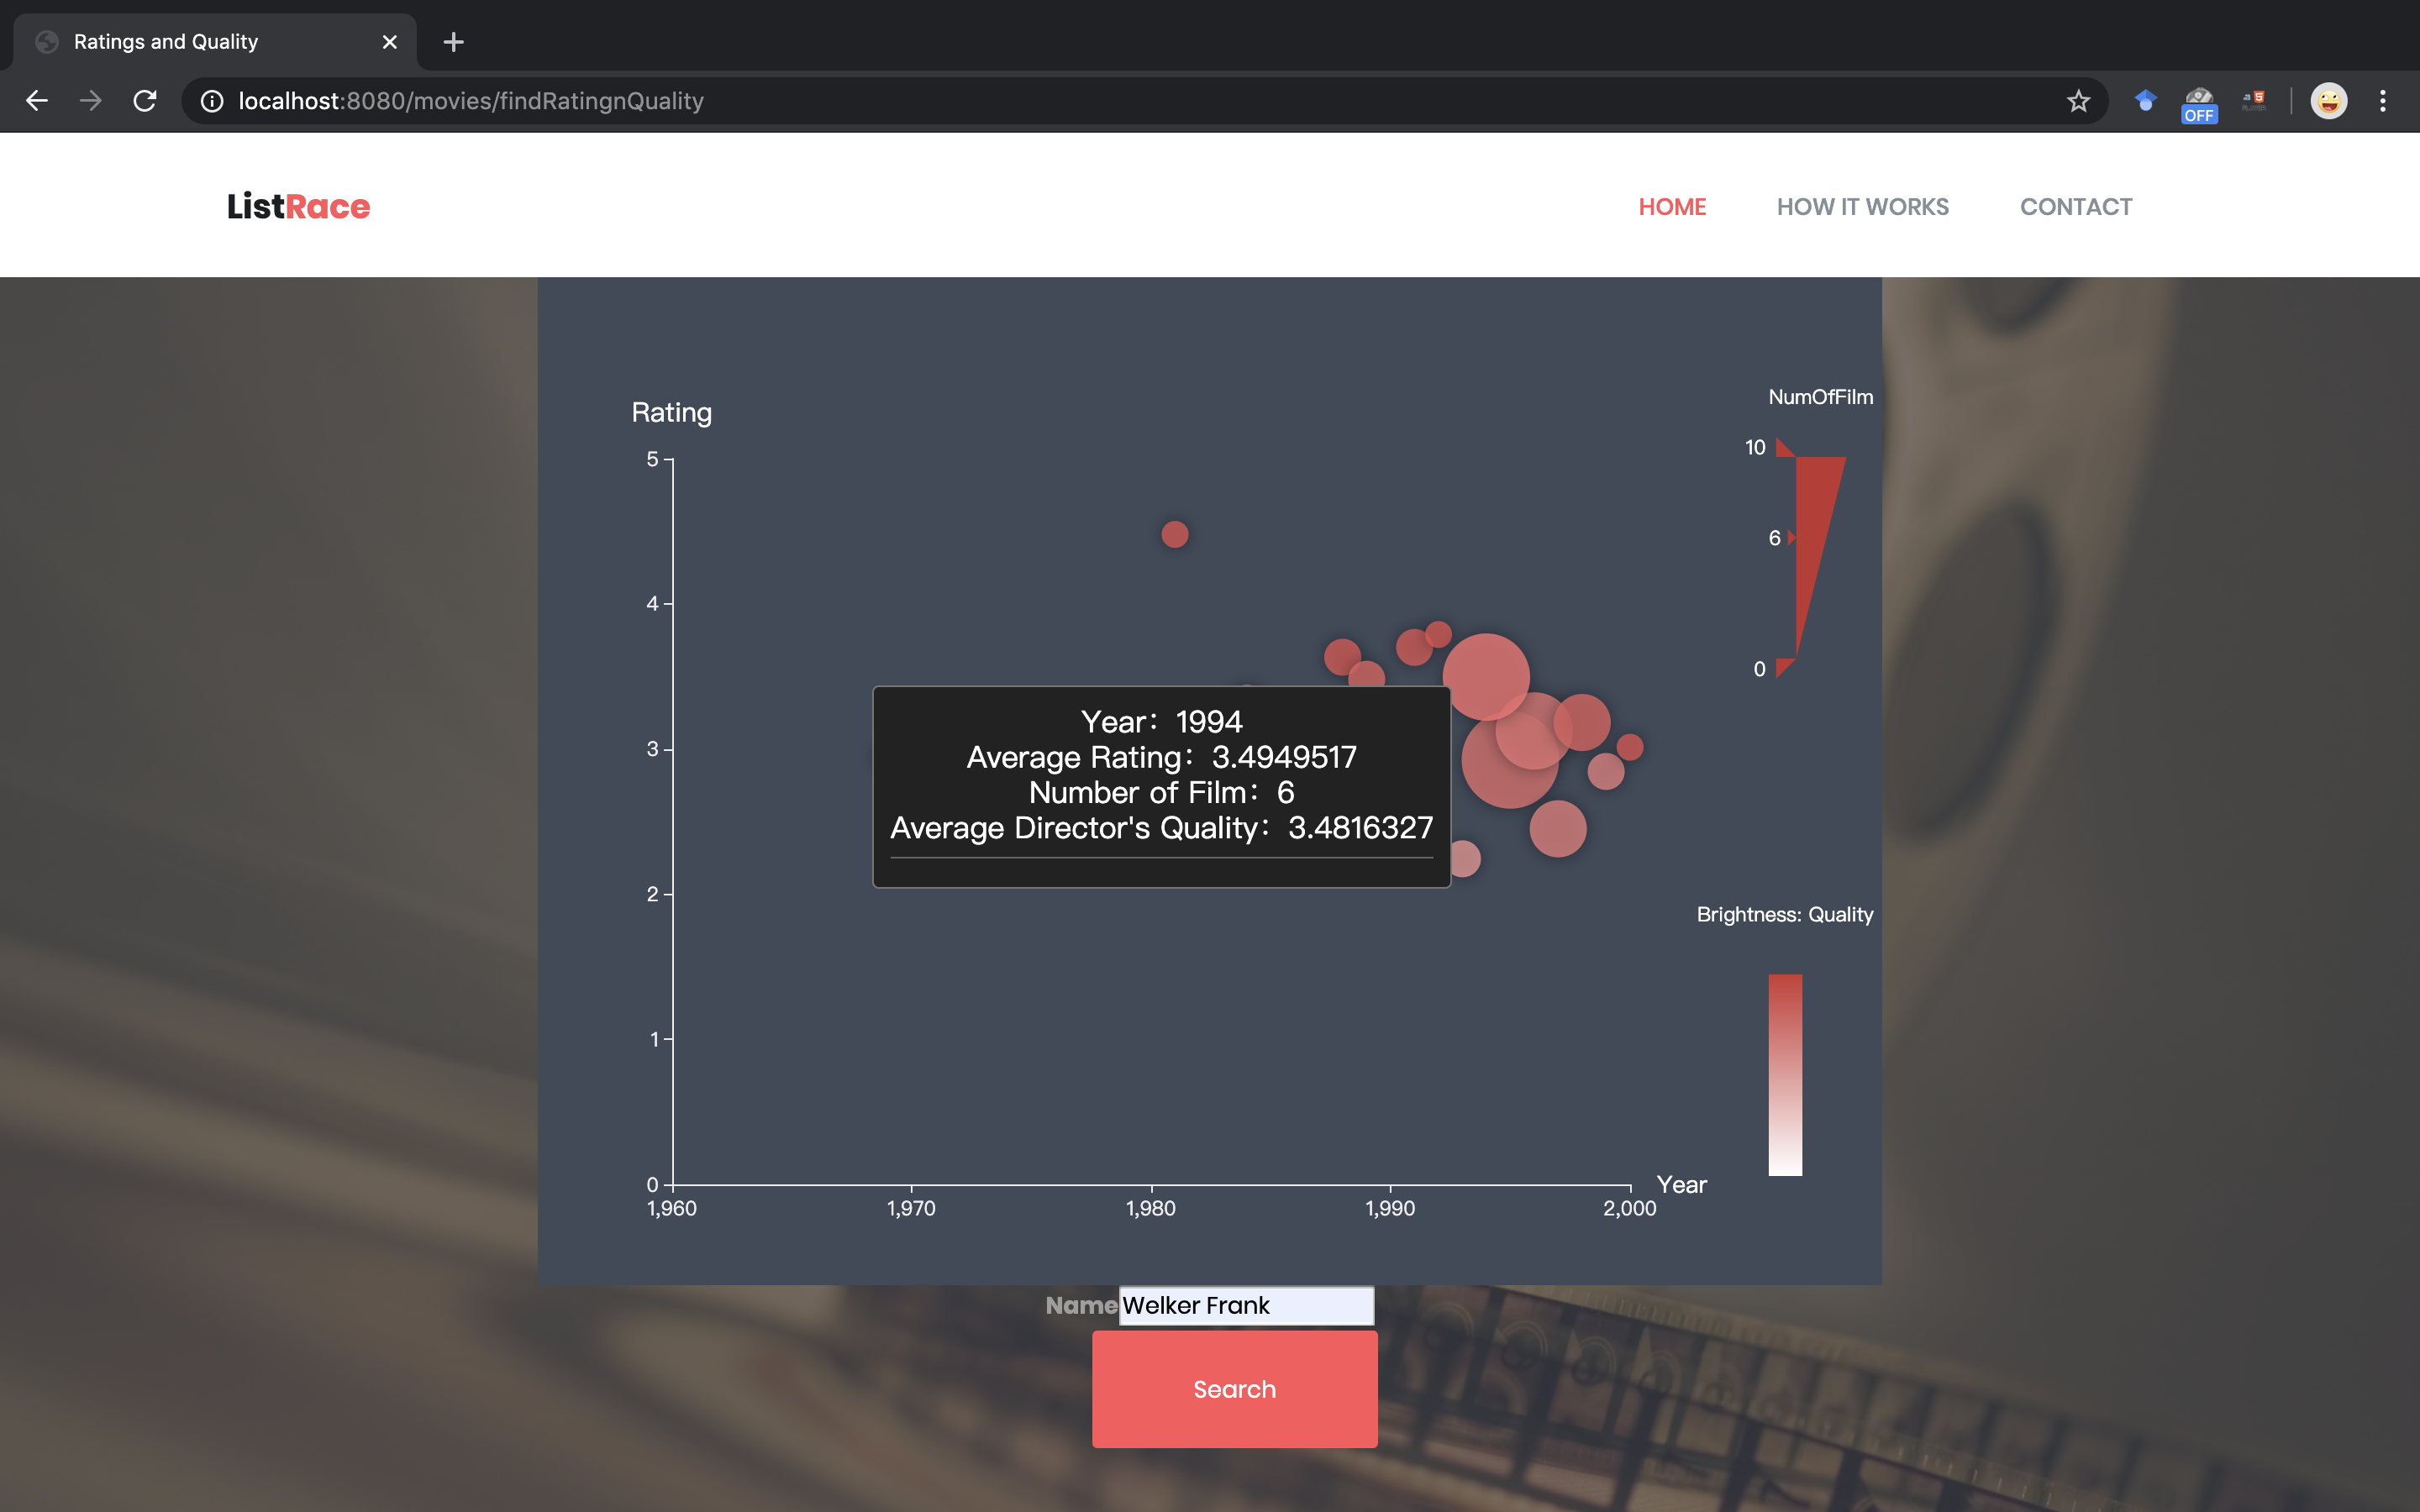 Ratings and Quality
localhost:8080/movies/findRatingnQuality
OFF
ListRace
HOME
HOW IT WORKS
CONTACT
NumOfFilm
10
6
0
Rating
5
4
3
2
1
0
Year：1994
Average Rating：3.4949517
Number of Film：6
Average Director's Quality：3.4816327
Brightness: Quality
1,960
1,970
1,980
1,990
2,000
Year
Name
Welker Frank
Search